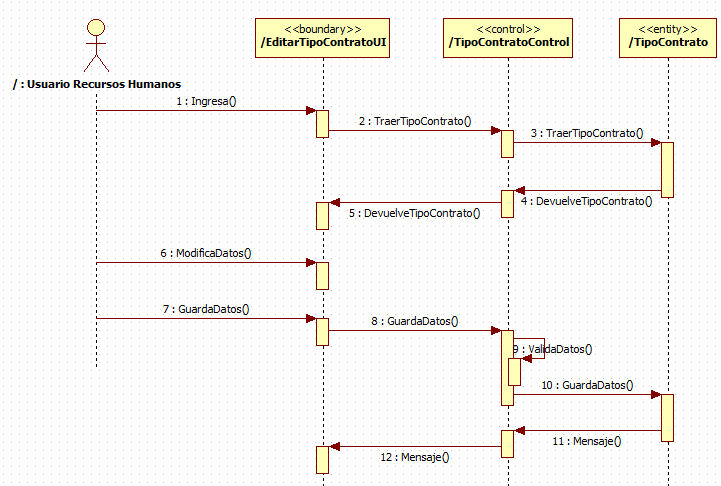 <<boundary>>
/EditarTipoContratoUI
<<control>>
/TipoContratoControl
<<entity>>
/TipoContrato
/ : Usuario Recursos Humanos
1 : Ingresa()
2 : TraerTipoContrato()
3 : TraerTipoContrato()
4 : DevuelveTipoContrato()
5 : DevuelveTipoContrato()
6 : ModificaDatos()
7 : GuardaDatos()
8 : GuardaDatos()
9 : ValidaDatos()
10 : GuardaDatos()
11 : Mensaje()
12 : Mensaje()